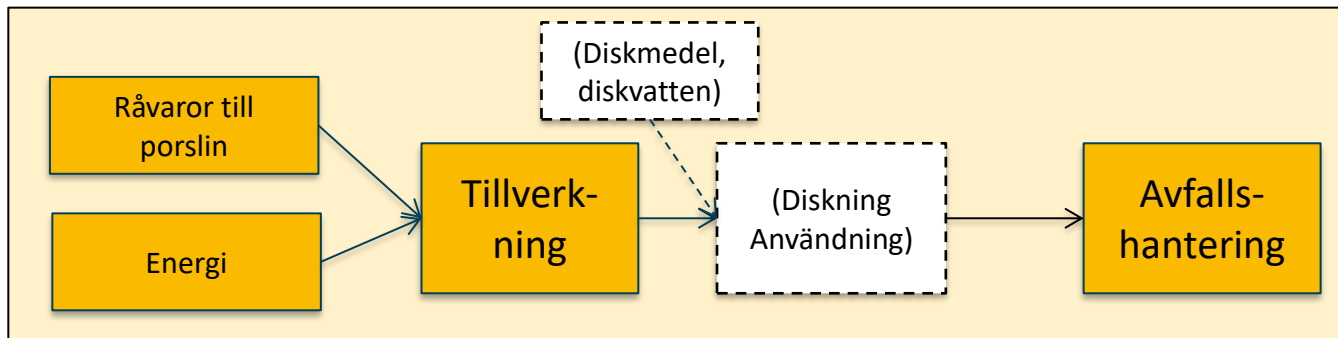 Råvaror till
porslin
Energi
Tillverk-
ning
(Diskmedel,
diskvatten)
(Diskning
Användning)
Avfalls-
hantering